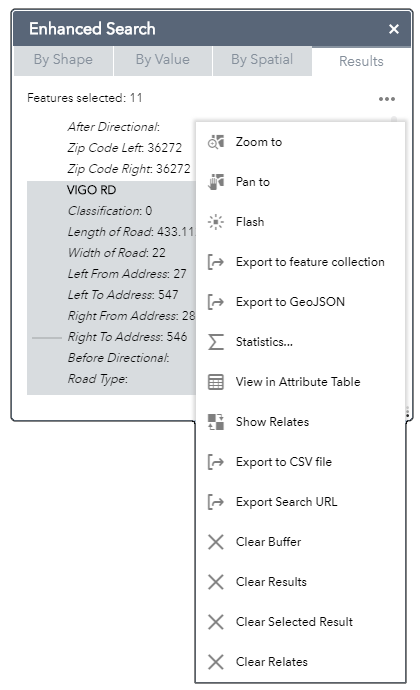 Enhanced Search
By Shape By Value By Spatial Results
Features selected: 11
After Directional:
Zip Code Left: 36272
Zip Code Right: 36272
VIGO RD
Classification: 0
Length of Road: 433.11
Width of Road: 22
Left From Address: 27
Left To Address: 547
Right From Address: 28
Right To Address: 546
Before Directional:
Road Type:
Zoom to
Pan to
Flash
Export to feature collection
Export to GeoJSON
Statistics...
View in Attribute Table
Show Relates
Export to CSV file
Export Search URL
Clear Buffer
Clear Results
Clear Selected Result
Clear Relates